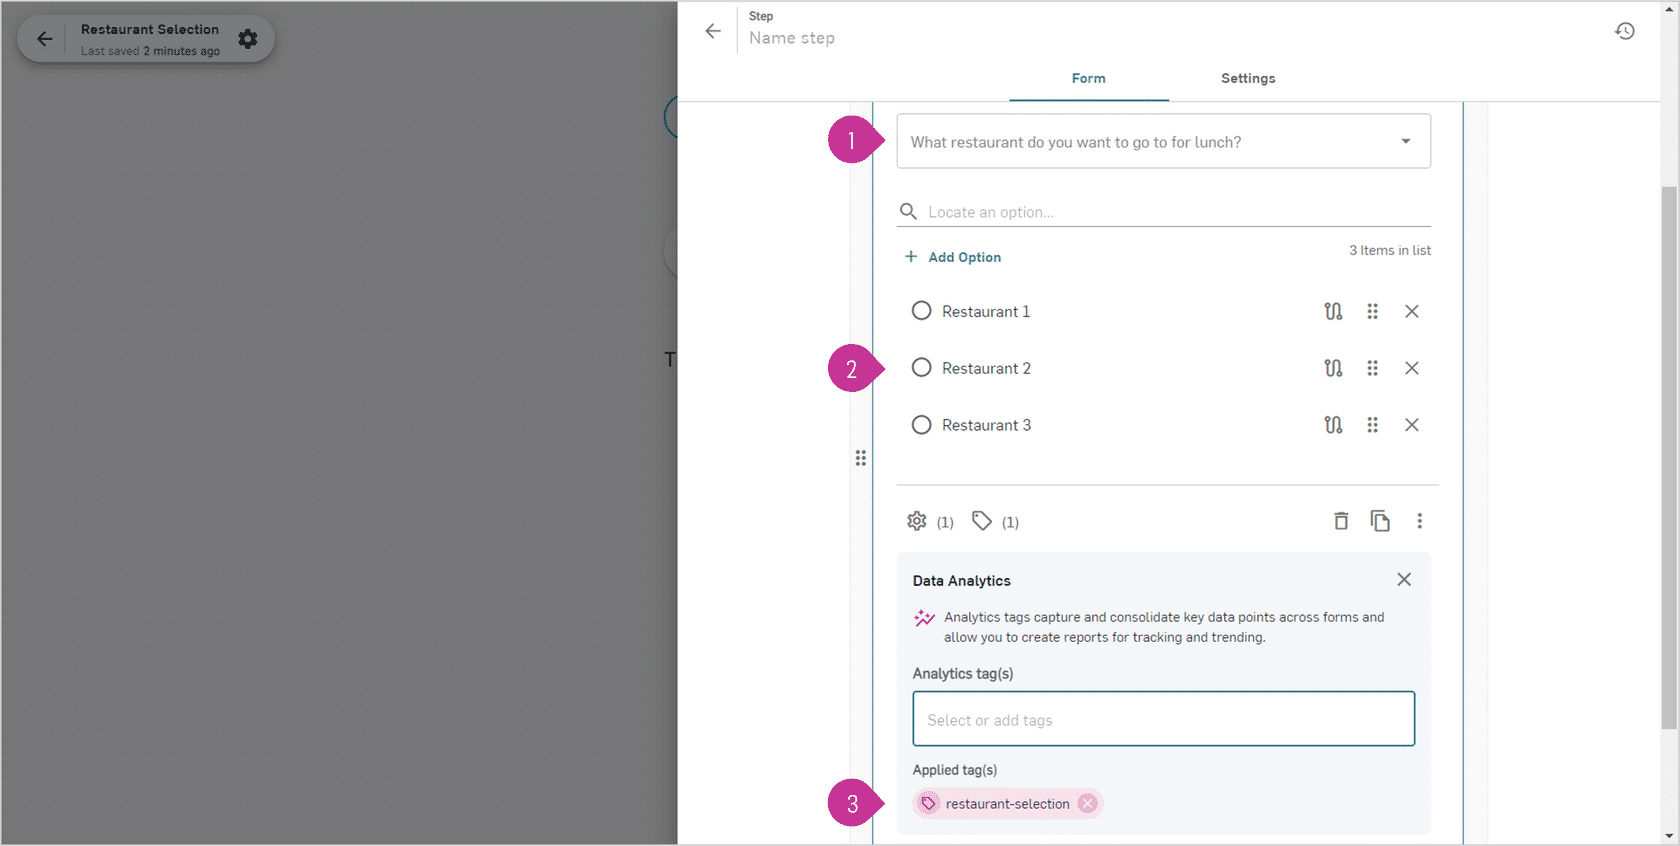 Restaurant Selection
Last saved 2 minutes ago
Step
Name step
Form
Settings
1
What restaurant do you want to go to for lunch?
Locate an option...
+ Add Option
3 Items in list
Restaurant 1
2
Restaurant 2
Restaurant 3
T
(1)
(1)
Data Analytics
Analytics tags capture and consolidate key data points across forms and
allow you to create reports for tracking and trending.
Analytics tag(s)
Select or add tags
Applied tag(s)
3
restaurant-selection